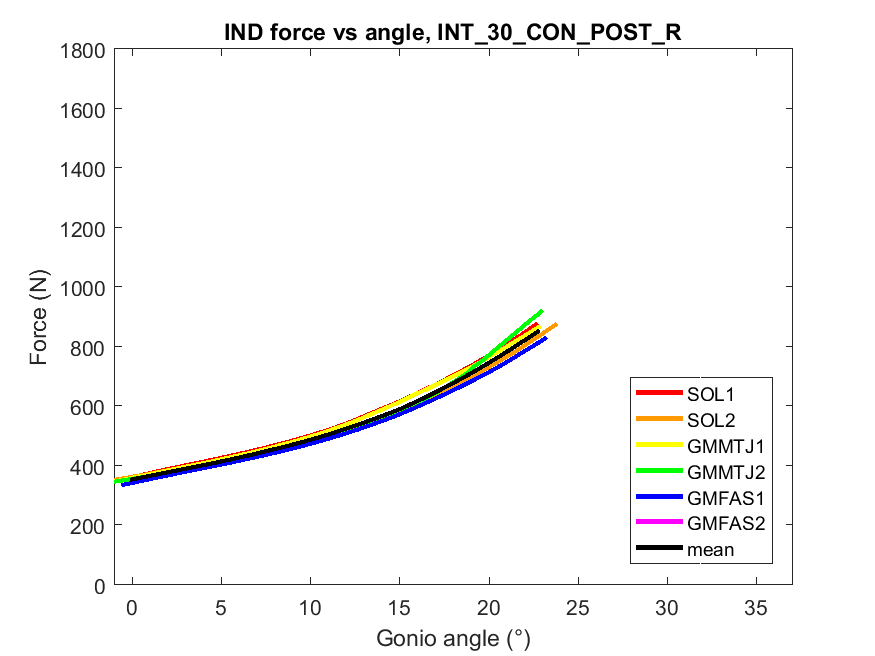 IND force vs angle, INT_30_CON_POST_R
1800
1600
1400
1200
1000
800
600
400
200
0
Force (N)
0 5 10 15 20 25 30 35
Gonio angle (°)
SOL1
SOL2
GMMTJ1
GMMTJ2
GMFAS1
GMFAS2
mean